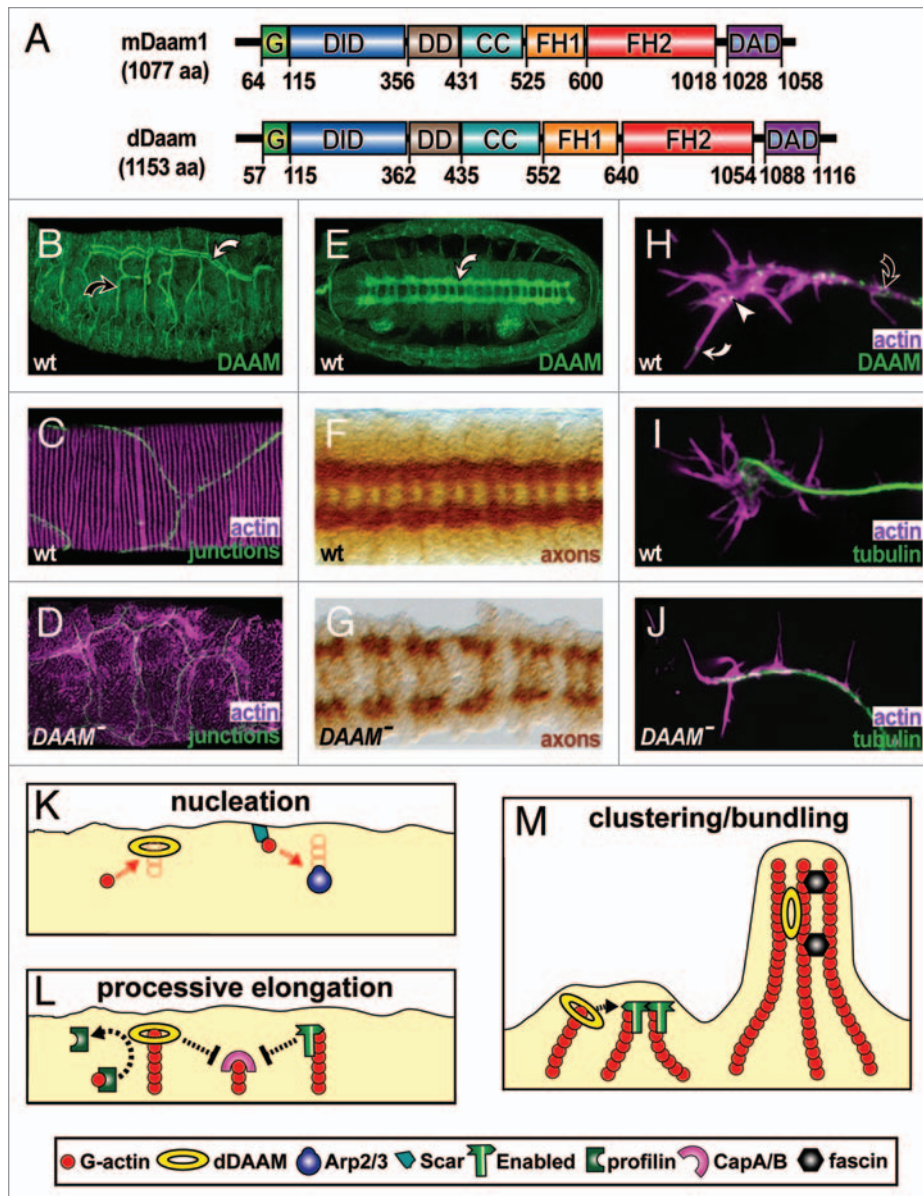 A
mDaam1
(1077 aa)
G DID DD CC FH1 FH2 DAD
64 115 356 431 525 600 1018 1028 1058
dDaam
(1153 aa)
G DID DD CC FH1 FH2 DAD
57 115 362 435 552 640 1054 1088 1116
B
wt DAAM
E
wt DAAM
H
actin
wt DAAM
C
actin
wt junctions
F
wt axons
I
actin
wt tubulin
D
actin
DAAM⁻ junctions
G
DAAM⁻ axons
J
actin
DAAM⁻ tubulin
K nucleation
L processive elongation
M clustering/bundling
G-actin dDAAM Arp2/3 Scar Enabled profilin CapA/B fascin